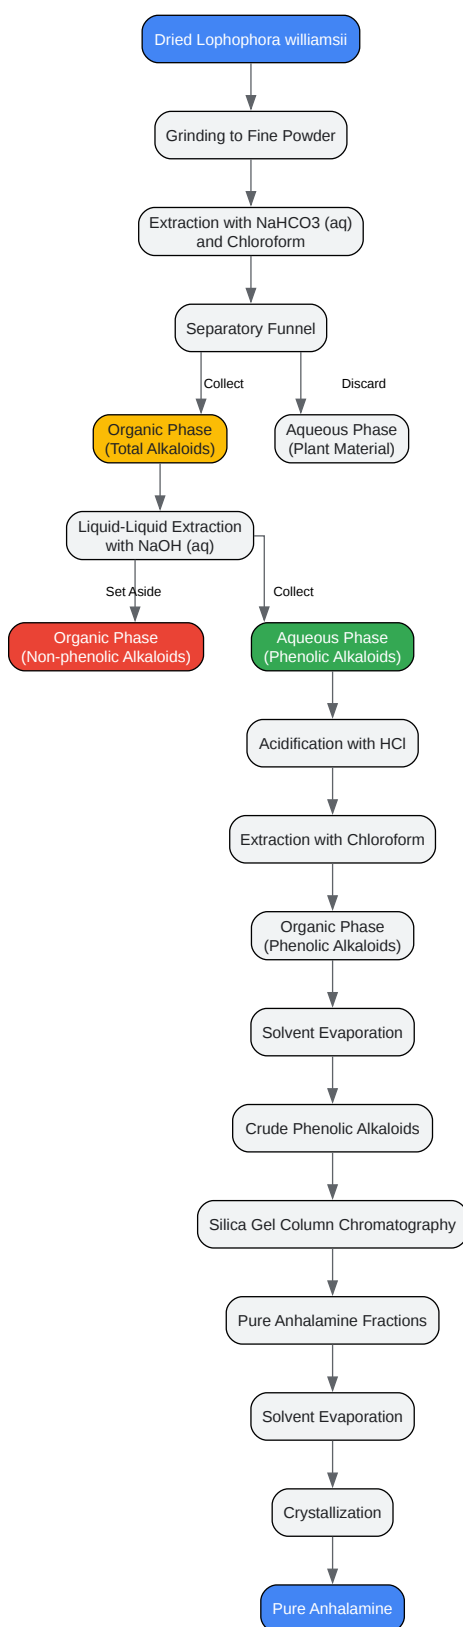 Dried Lophophora williamsii
Grinding to Fine Powder
Extraction with NaHCO3 (aq)
and Chloroform
Separatory Funnel
Collect
Discard
Organic Phase
(Total Alkaloids)
Aqueous Phase
(Plant Material)
Liquid-Liquid Extraction
with NaOH (aq)
Set Aside
Collect
Organic Phase
(Non-phenolic Alkaloids)
Aqueous Phase
(Phenolic Alkaloids)
Acidification with HCl
Extraction with Chloroform
Organic Phase
(Phenolic Alkaloids)
Solvent Evaporation
Crude Phenolic Alkaloids
Silica Gel Column Chromatography
Pure Anhalamine Fractions
Solvent Evaporation
Crystallization
Pure Anhalamine